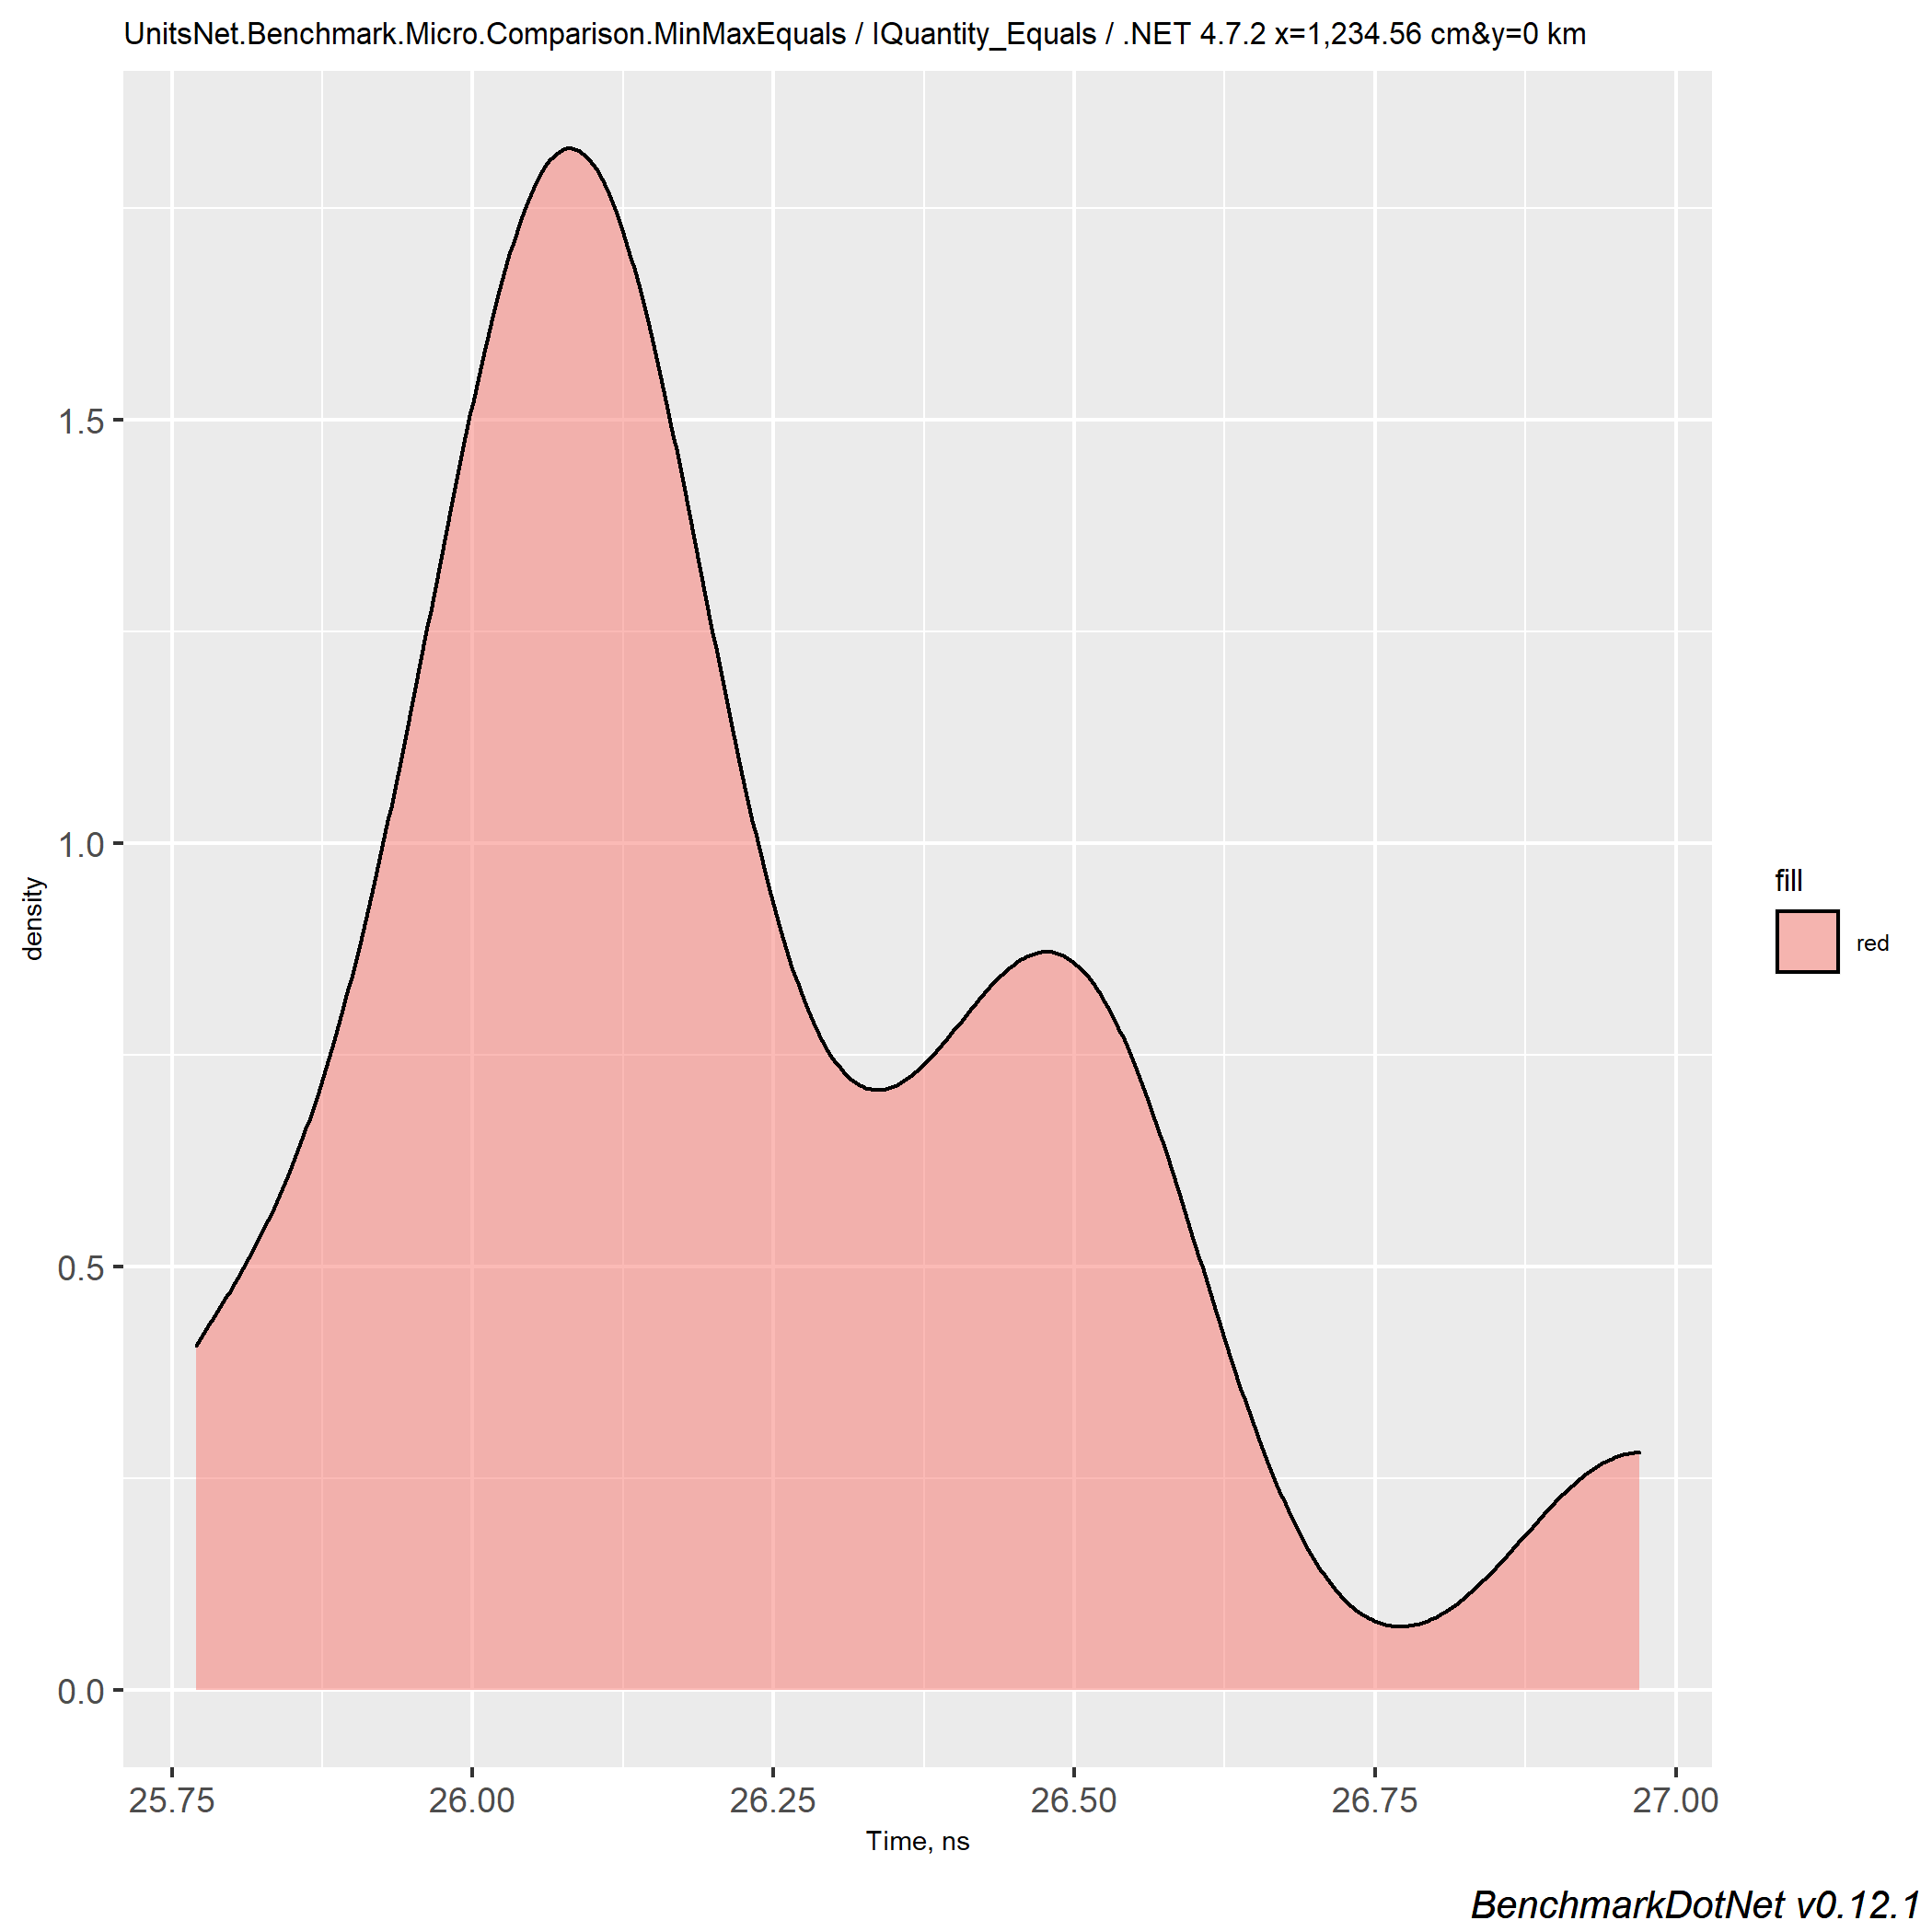 UnitsNet.Benchmark.Micro.Comparison.MinMaxEquals / IQuantity_Equals / .NET 4.7.2 x=1,234.56 cm&y=0 km
1.5
1.0
0.5
0.0
density
fill
red
25.75 26.00 26.25 26.50 26.75 27.00
Time, ns
BenchmarkDotNet v0.12.1